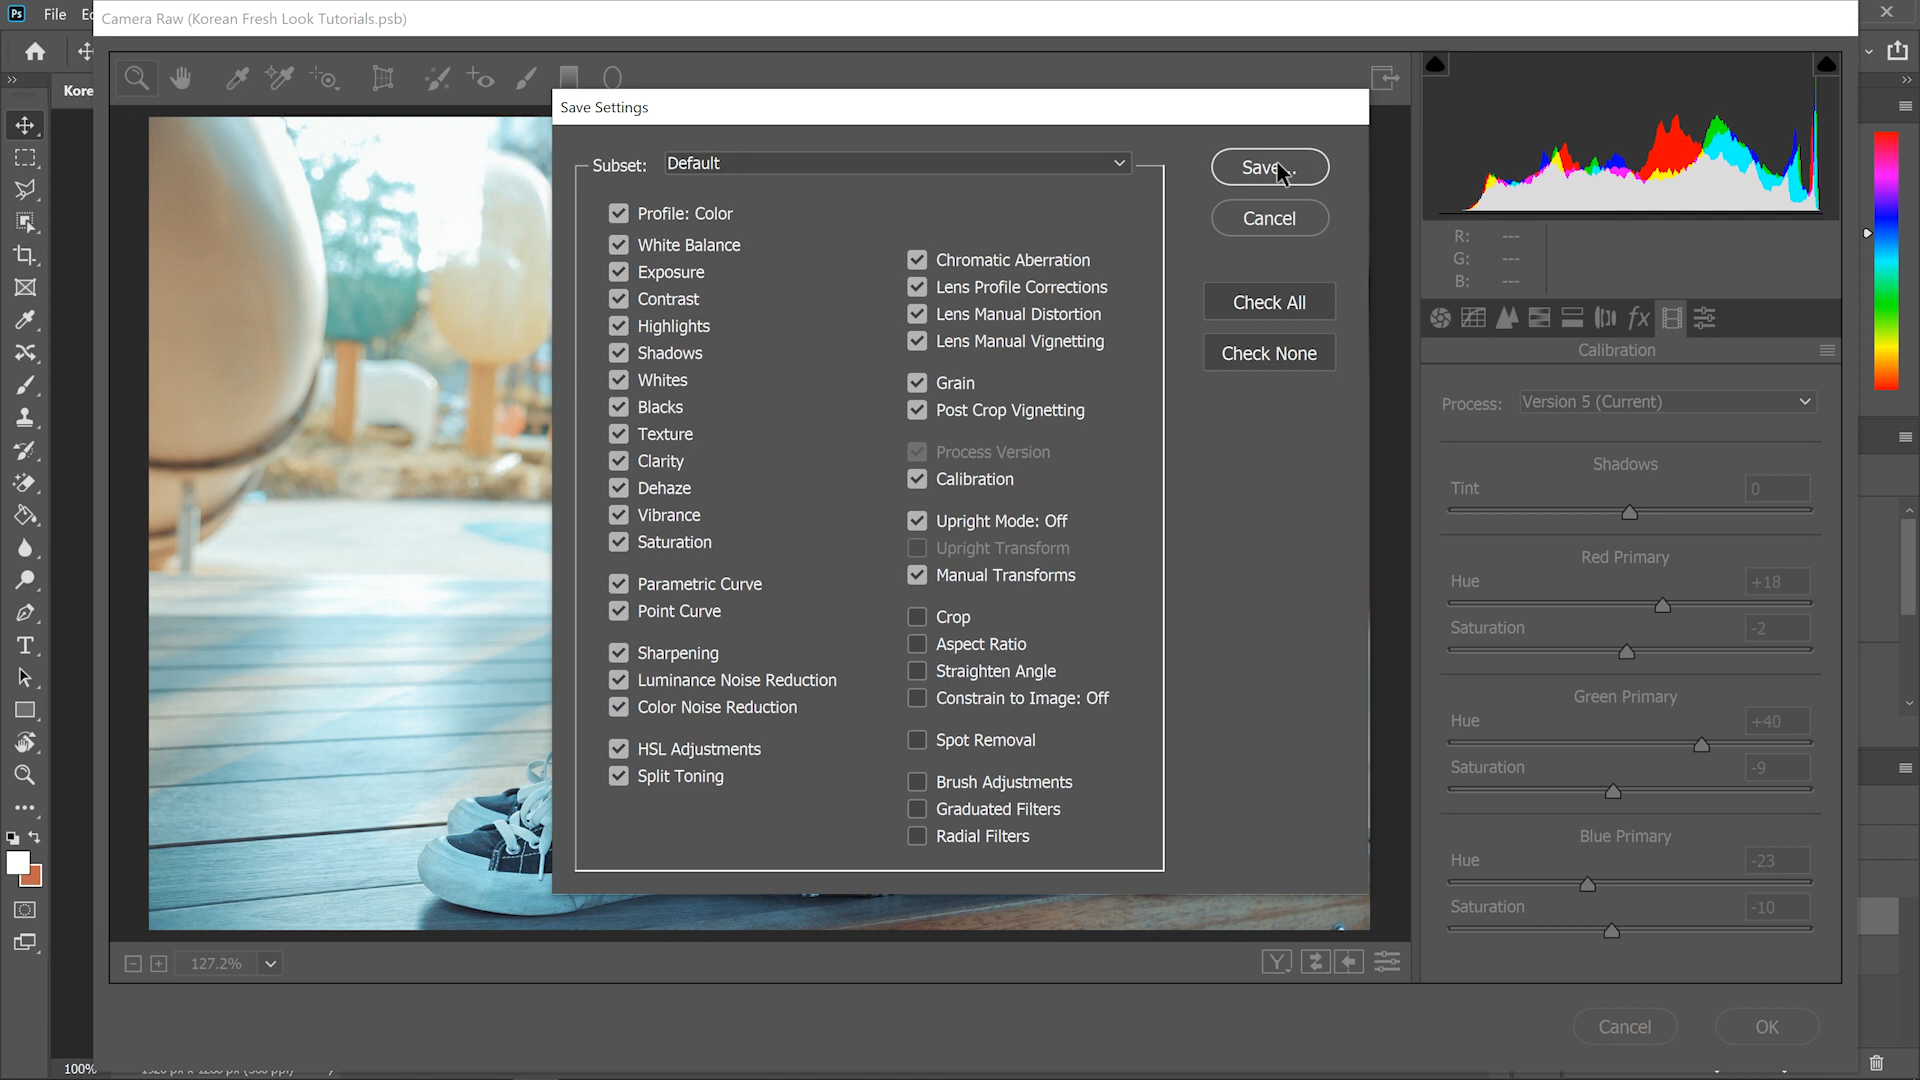 Ps File
Camera Raw (Korean Fresh Look Tutorials.psb)
Kore
Save Settings
Subset: Default
Profile: Color
White Balance
Exposure
Contrast
Highlights
Shadows
Whites
Blacks
Texture
Clarity
Dehaze
Vibrance
Saturation
Parametric Curve
Point Curve
Sharpening
Luminance Noise Reduction
Color Noise Reduction
HSL Adjustments
Split Toning
Chromatic Aberration
Lens Profile Corrections
Lens Manual Distortion
Lens Manual Vignetting
Grain
Post Crop Vignetting
Process Version
Calibration
Upright Mode: Off
Upright Transform
Manual Transforms
Crop
Aspect Ratio
Straighten Angle
Constrain to Image: Off
Spot Removal
Brush Adjustments
Graduated Filters
Radial Filters
Save...
Cancel
Check All
Check None
R: ---
G: ---
B: ---
fx
Calibration
Process: Version 5 (Current)
Shadows
Tint 0
Red Primary
Hue +18
Saturation -2
Green Primary
Hue +40
Saturation -9
Blue Primary
Hue -23
Saturation -10
127.2%
Y
Cancel
OK
100%